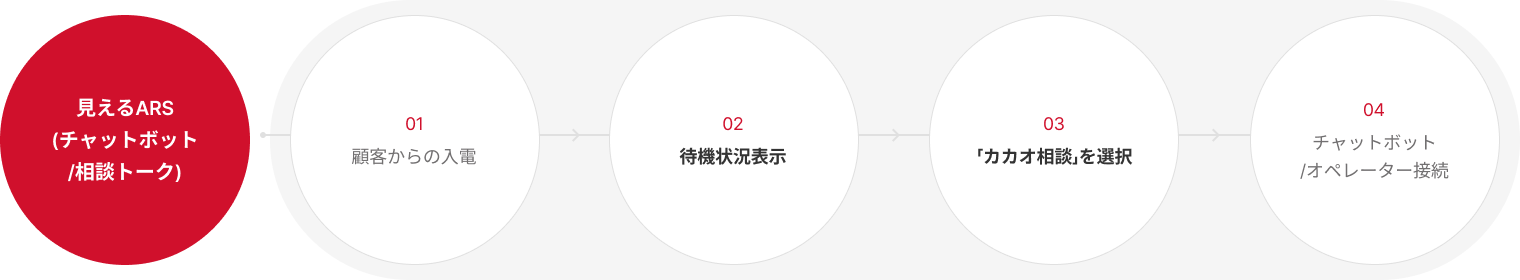 見えるARS
(チャットボット
/相談トーク)
01
顧客からの入電
02
待機状況表示
03
「カカオ相談」を選択
04
チャットボット
/オペレーター接続